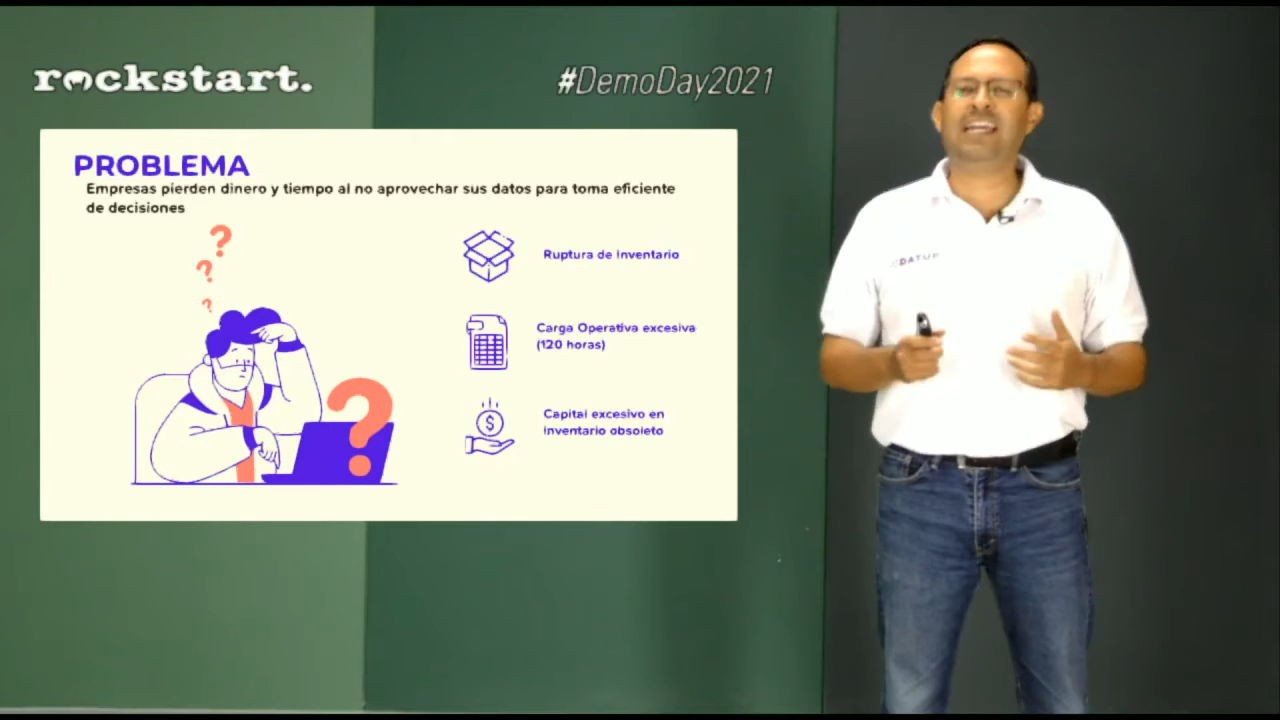 rockstart.
#DemoDay2021
PROBLEMA
Empresas pierden dinero y tiempo al no aprovechar sus datos para toma eficiente
de decisiones
?
?
?
?
Ruptura de Inventario
Carga Operativa excesiva
(120 horas)
$
Capital excesivo en
inventario obsoleto
DATUP